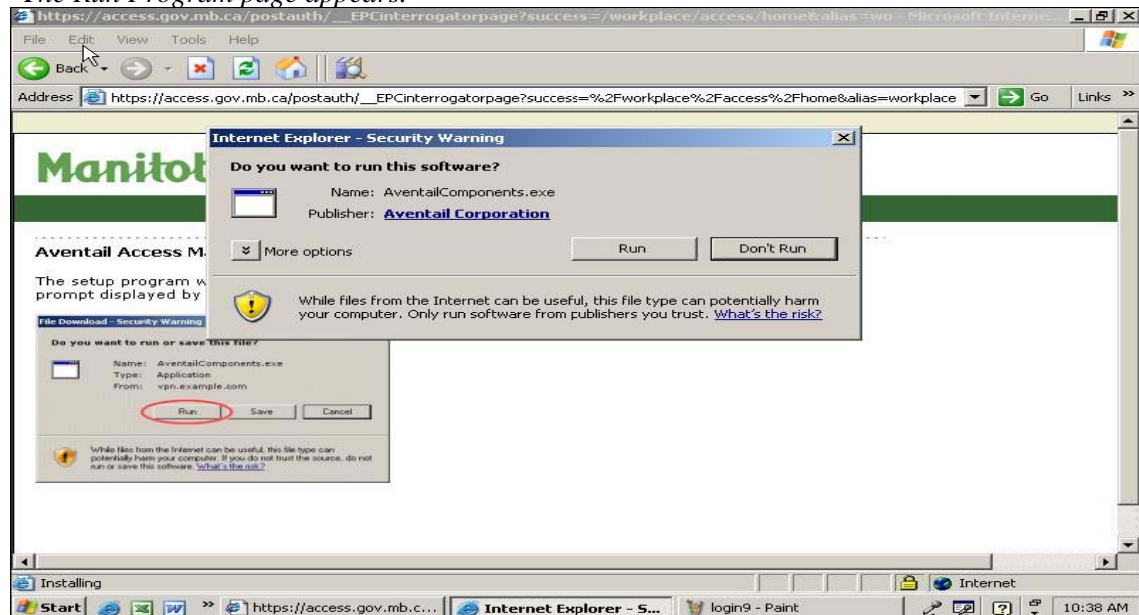 The Run Program page appears.
https://access.gov.mb.ca/postauth/__EPCinterrogatorpage?success=/workplace/access/home&alias=wo - Microsoft Interne...
File Edit View Tools Help
Back
Address https://access.gov.mb.ca/postauth/__EPCinterrogatorpage?success=%2Fworkplace%2Faccess%2Fhome&alias=workplace Go Links »
Internet Explorer - Security Warning
Manitob
Do you want to run this software?
Name: AventailComponents.exe
Publisher: Aventail Corporation
More options Run Don't Run
Aventail Access M
The setup program w
prompt displayed by
While files from the Internet can be useful, this file type can potentially harm
your computer. Only run software from publishers you trust. What's the risk?
File Download - Security Warning
Do you want to run or save this file?
Name: AventailComponents.exe
Type: Application
From: vpn.example.com
Run Save Cancel
While files from the Internet can be useful, this file type can
potentially harm your computer. If you do not trust the source, do not
run or save this software. What's the risk?
Installing Internet
Start » https://access.gov.mb.c... Internet Explorer - S... login9 - Paint 10:38 AM